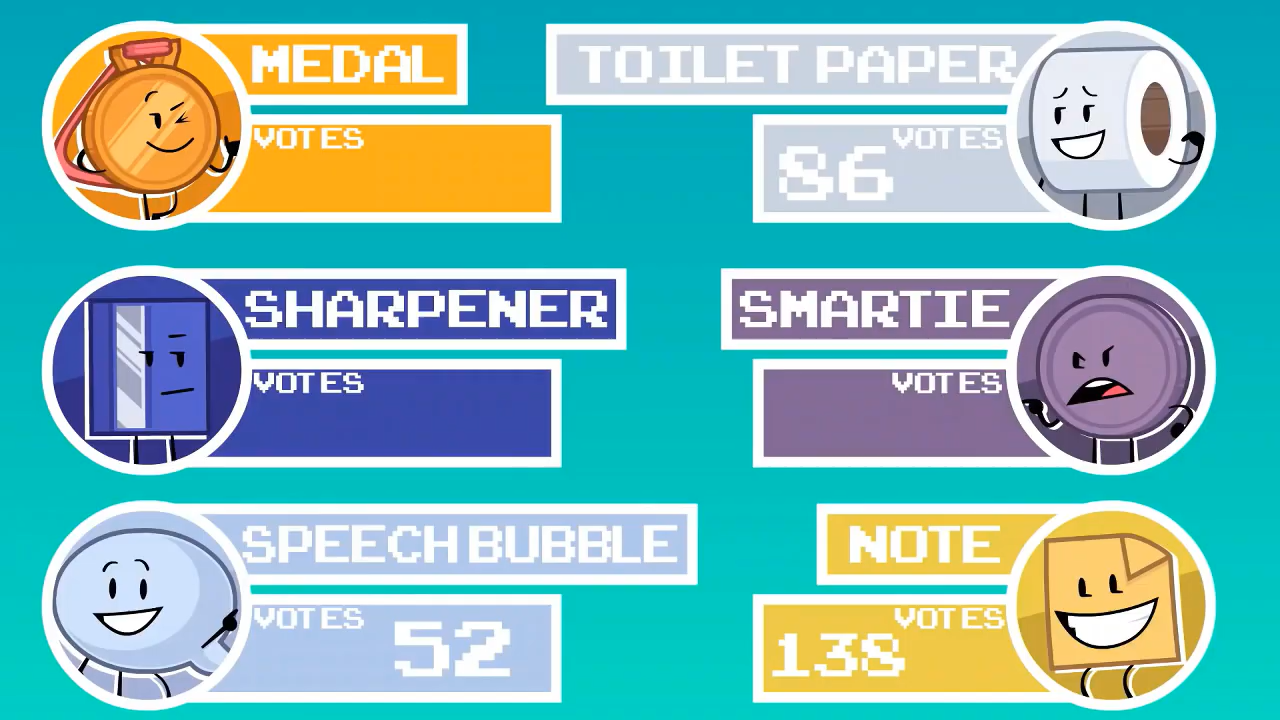 MEDAL
VOTES
TOILET PAPER
VOTES
86
SHARPENER
VOTES
SMARTIE
VOTES
SPEECH BUBBLE
VOTES
52
NOTE
VOTES
138